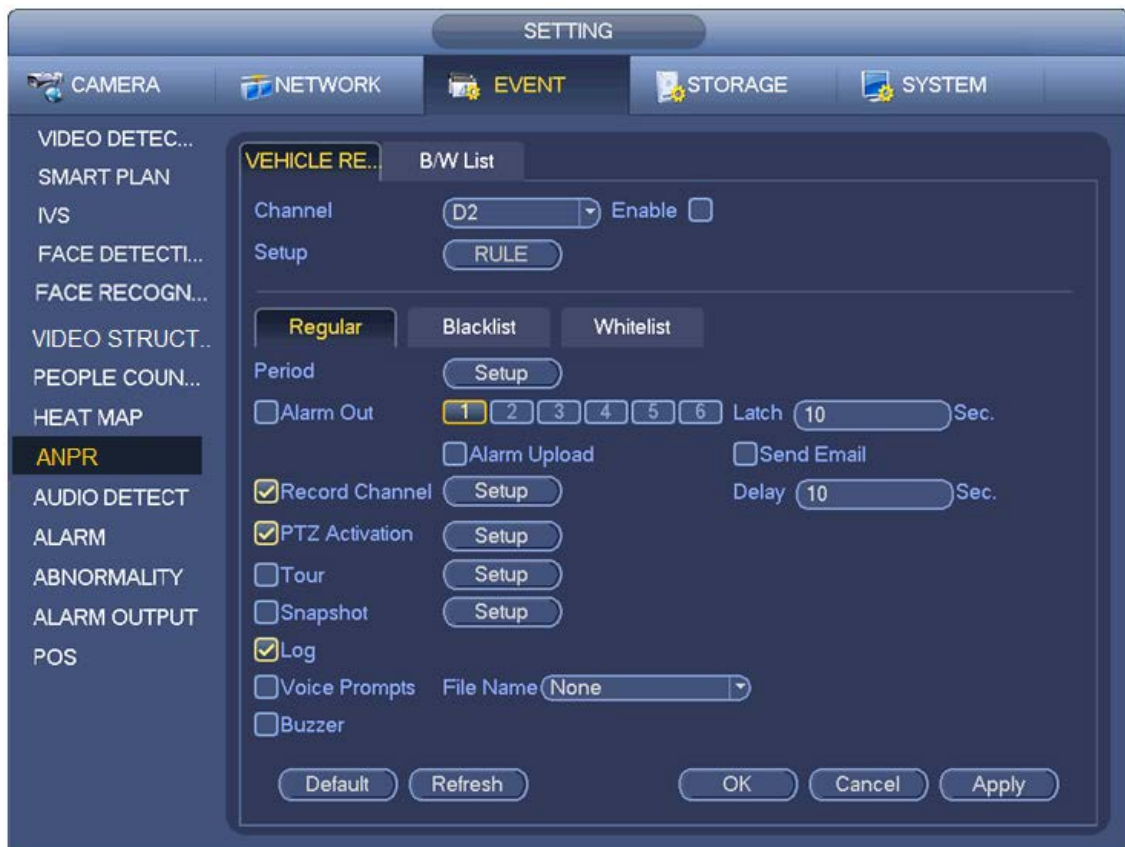 SETTING
CAMERA NETWORK EVENT STORAGE SYSTEM
VIDEO DETEC...
SMART PLAN
IVS
FACE DETECTI...
FACE RECOGN...
VIDEO STRUCT..
PEOPLE COUN...
HEAT MAP
ANPR
AUDIO DETECT
ALARM
ABNORMALITY
ALARM OUTPUT
POS
VEHICLE RE... B/W List
Channel D2 Enable
Setup RULE
Regular Blacklist Whitelist
Period Setup
Alarm Out 1 2 3 4 5 6 Latch 10 Sec.
Alarm Upload Send Email
Record Channel Setup Delay 10 Sec.
PTZ Activation Setup
Tour Setup
Snapshot Setup
Log
Voice Prompts File Name None
Buzzer
Default Refresh OK Cancel Apply